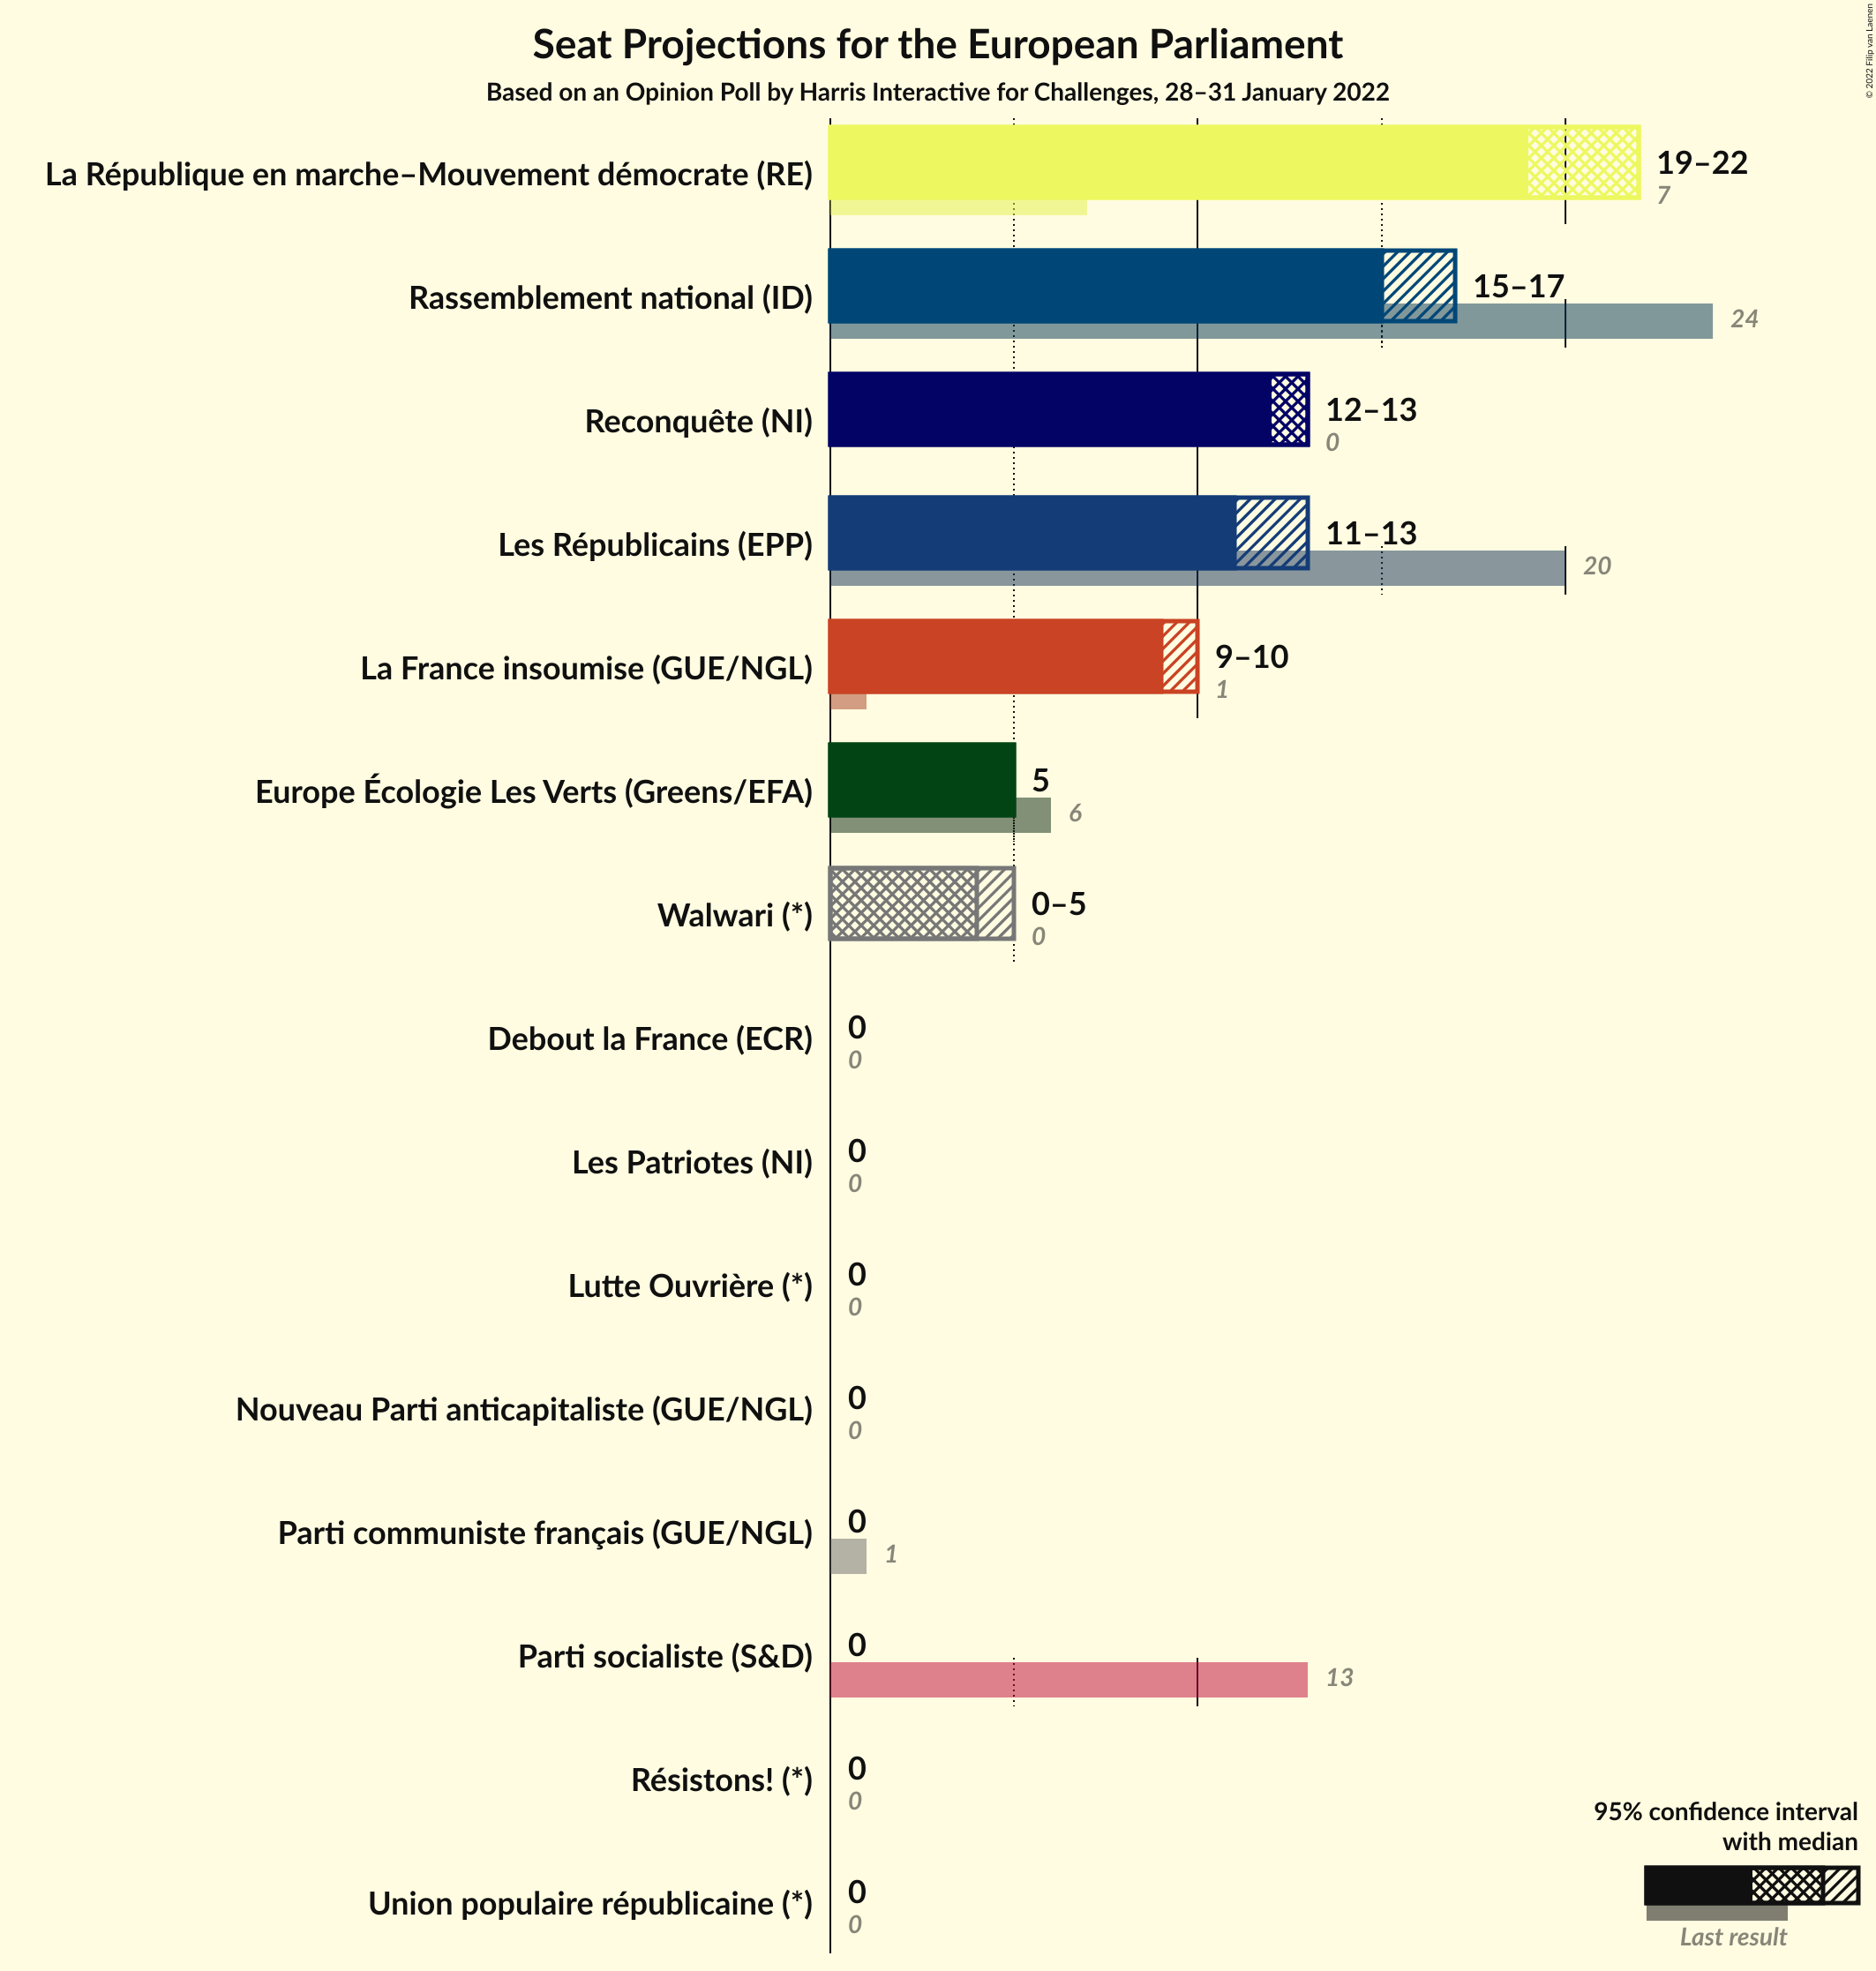 Seat Projections for the European Parliament
Based on an Opinion Poll by Harris Interactive for Challenges, 28–31 January 2022
© 2022 Filip van Laenen
La République en marche–Mouvement démocrate (RE)
19–22
7
Rassemblement national (ID)
15–17
24
Reconquête (NI)
12–13
0
Les Républicains (EPP)
11–13
20
La France insoumise (GUE/NGL)
9–10
1
Europe Écologie Les Verts (Greens/EFA)
5
6
Walwari (*)
0–5
0
Debout la France (ECR)
0
0
Les Patriotes (NI)
0
0
Lutte Ouvrière (*)
0
0
Nouveau Parti anticapitaliste (GUE/NGL)
0
0
Parti communiste français (GUE/NGL)
0
1
Parti socialiste (S&D)
0
13
Résistons! (*)
0
0
Union populaire républicaine (*)
0
0
95% confidence interval
with median
Last result